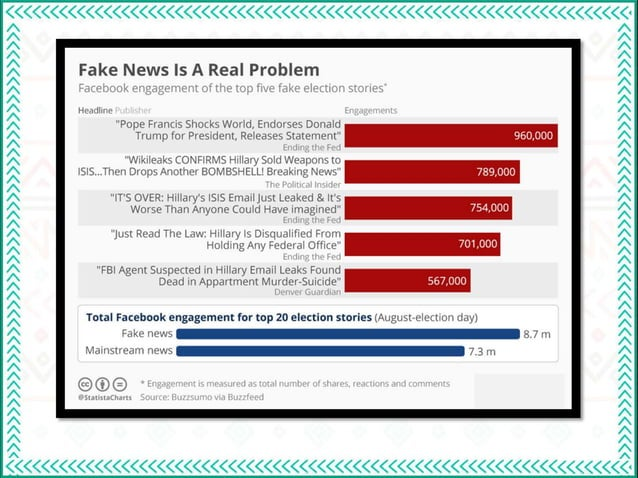 Fake News Is A Real Problem
Facebook engagement of the top five fake election stories*
Headline Publisher Engagements
"Pope Francis Shocks World, Endorses Donald
Trump for President, Releases Statement"
Ending the Fed
960,000
"Wikileaks CONFIRMS Hillary Sold Weapons to
ISIS...Then Drops Another BOMBSHELL! Breaking News"
The Political Insider
789,000
"IT'S OVER: Hillary's ISIS Email Just Leaked & It's
Worse Than Anyone Could Have imagined"
Ending the Fed
754,000
"Just Read The Law: Hillary Is Disqualified From
Holding Any Federal Office"
Ending the Fed
701,000
"FBI Agent Suspected in Hillary Email Leaks Found
Dead in Appartment Murder-Suicide"
Denver Guardian
567,000
Total Facebook engagement for top 20 election stories (August-election day)
Fake news 8.7 m
Mainstream news 7.3 m
* Engagement is measured as total number of shares, reactions and comments
@StatistaCharts Source: Buzzsumo via Buzzfeed